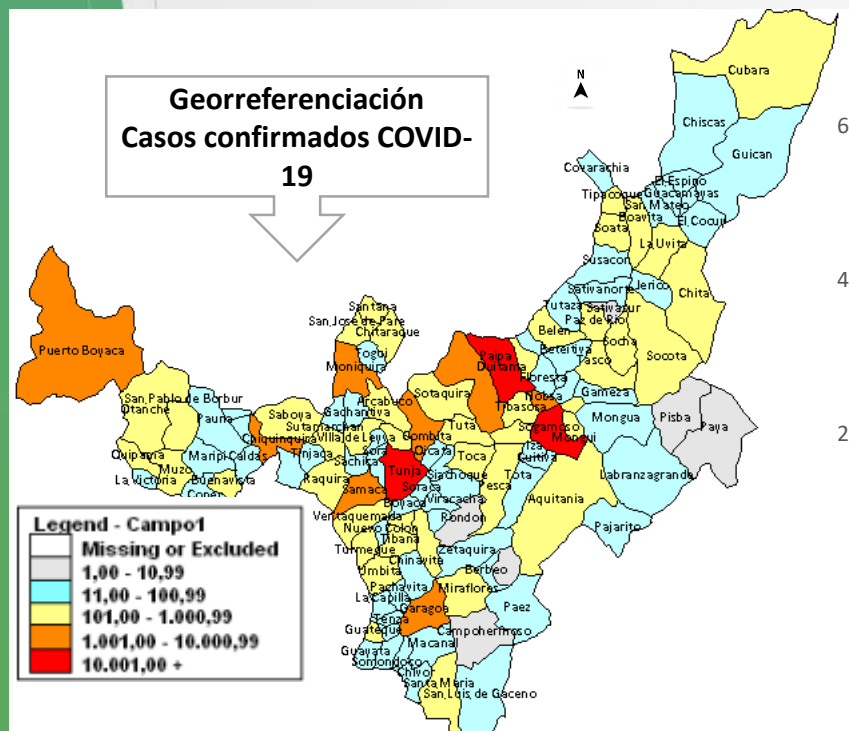 Georreferenciación
Casos confirmados COVID-
19
N
6
4
2
Cubara
Chiscas
Guican
Covarachia
El Espino
Guacamayas
Tipacoque
San Mateo
Boavita
El Cocuy
Soata
La Uvita
Susacon
Jerico
Chita
Sativanorte
Sativasur
Tutaza
Paz de Rio
Belen
Socha
Socota
Tasco
Beteitiva
Puerto Boyaca
Santana
San Jose de Pare
Chitaraque
Togui
Moniquira
Paipa
Duitama
Floresta
Gameza
Nobsa
Tibasosa
Sogamoso
Mongui
Mongua
Pisba
Paya
Labranzagrande
Pajarito
Aquitania
Iza
Cuitiva
Tota
Pesca
San Pablo de Borbur
Otanche
Pauna
Saboya
Arcabuco
Sotaquira
Gachantiva
Sutamarchan
Villa de Leyva
Combita
Tuta
Chiquinquira
Tinjaca
Sora
Oicata
Toca
Quipama
Maripi
Caldas
Muzo
Sachica
Tunja
Siachoque
La Victoria
Buenavista
Raquira
Soraca
Coper
Samaca
Viracacha
Boyaca
Rondon
Ventaquemada
Nuevo Colon
Tibana
Zetaquira
Turmeque
Chinavita
Berbeo
Umbita
Miraflores
Pachavita
Paez
La Capilla
Garagoa
Tenza
Campohermoso
Guateque
Macanal
Guayata
Somondoco
Chivor
Santa Maria
San Luis de Gaceno
Legend - Campo1
Missing or Excluded
1,00 - 10,99
11,00 - 100,99
101,00 - 1.000,99
1.001,00 - 10.000,99
10.001,00 +